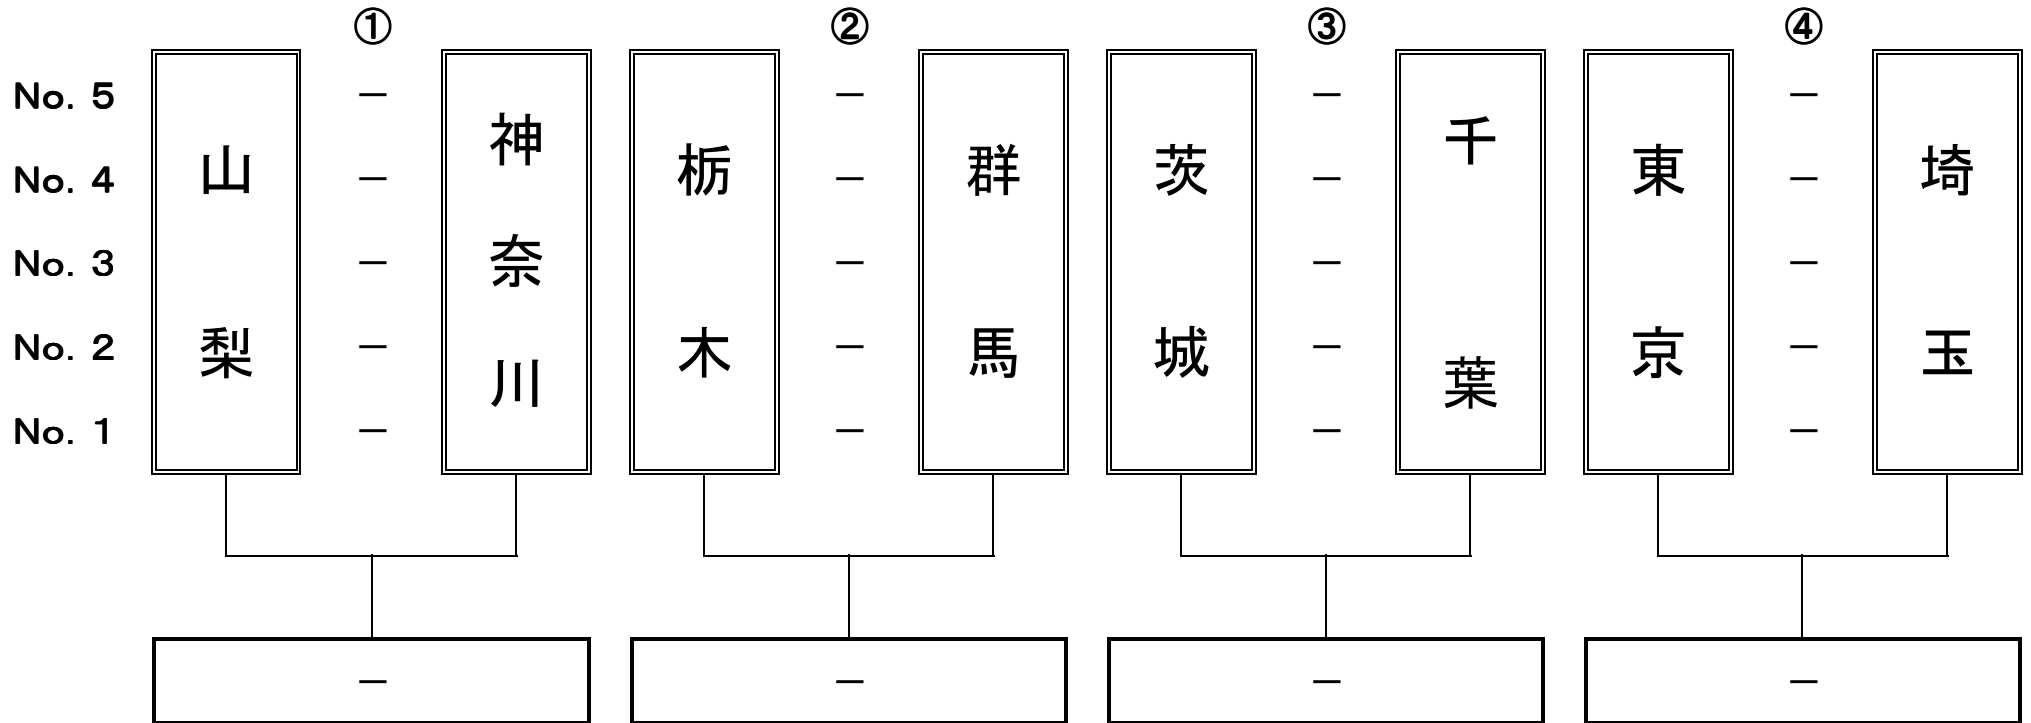 ① ② ③ ④
No. 5 － － － －
No. 4 － － － －
No. 3 － － － －
No. 2 － － － －
No. 1 － － － －
山梨
神奈川
栃木
群馬
茨城
千葉
東京
埼玉
－ － － －